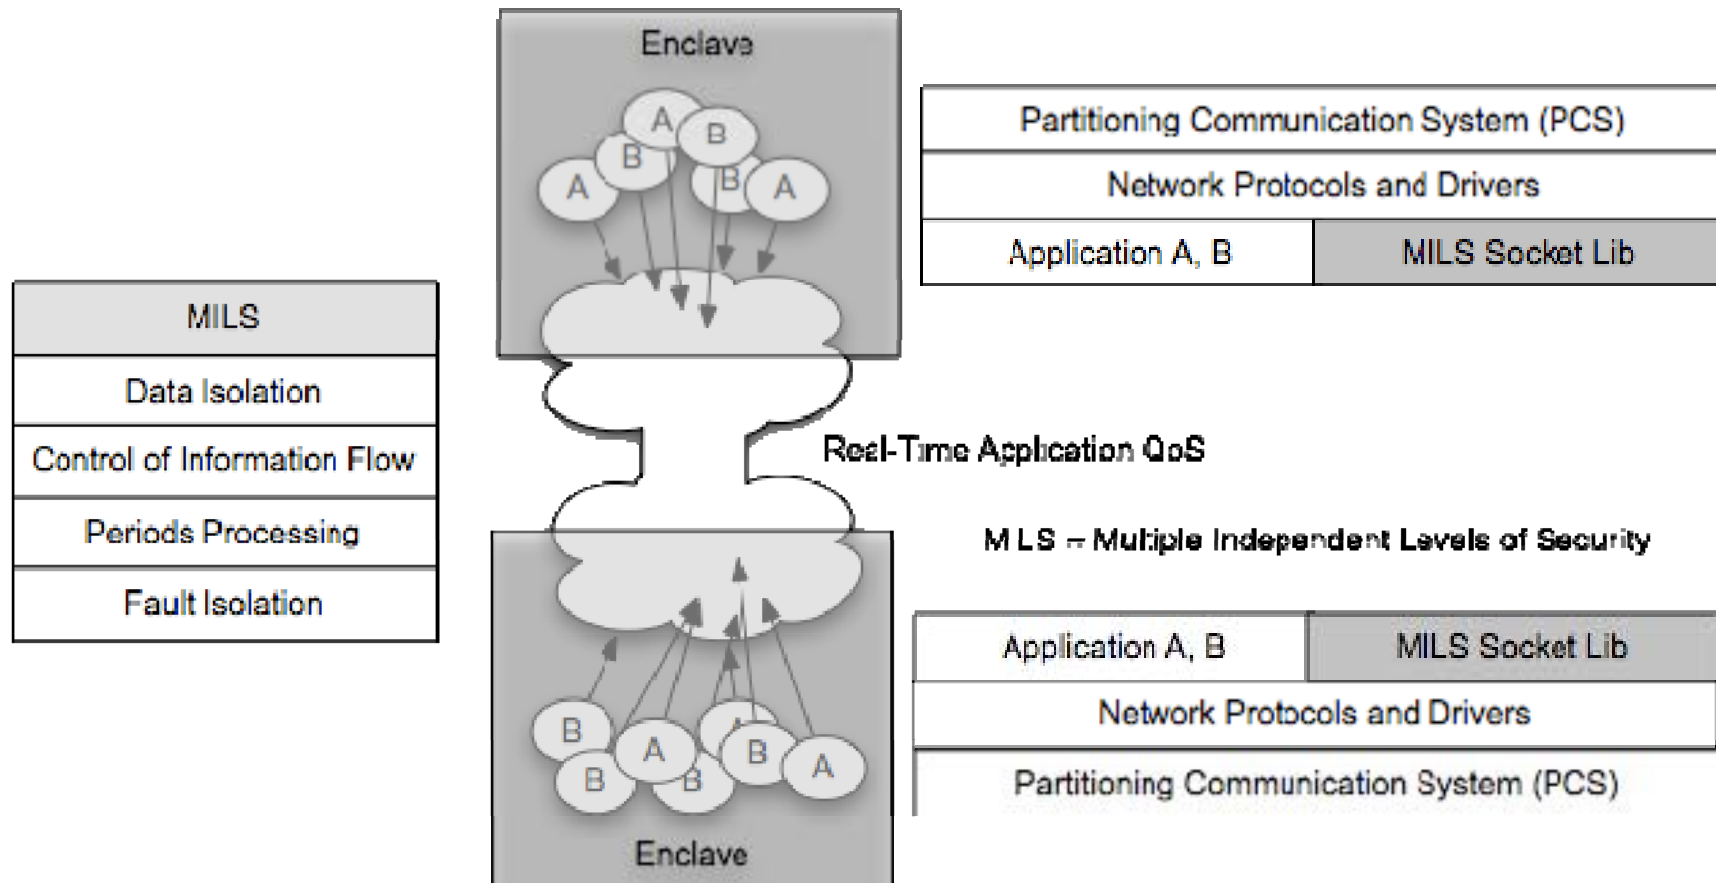 Enclave
A
B
B
A
B
A
Partitioning Communication System (PCS)
Network Protocols and Drivers
Application A, B
MILS Socket Lib
MILS
Data Isolation
Control of Information Flow
Periods Processing
Fault Isolation
Real-Time Application QoS
MILS – Multiple Independent Levels of Security
Application A, B
MILS Socket Lib
Network Protocols and Drivers
Partitioning Communication System (PCS)
B
A
A
B
B
B
A
Enclave